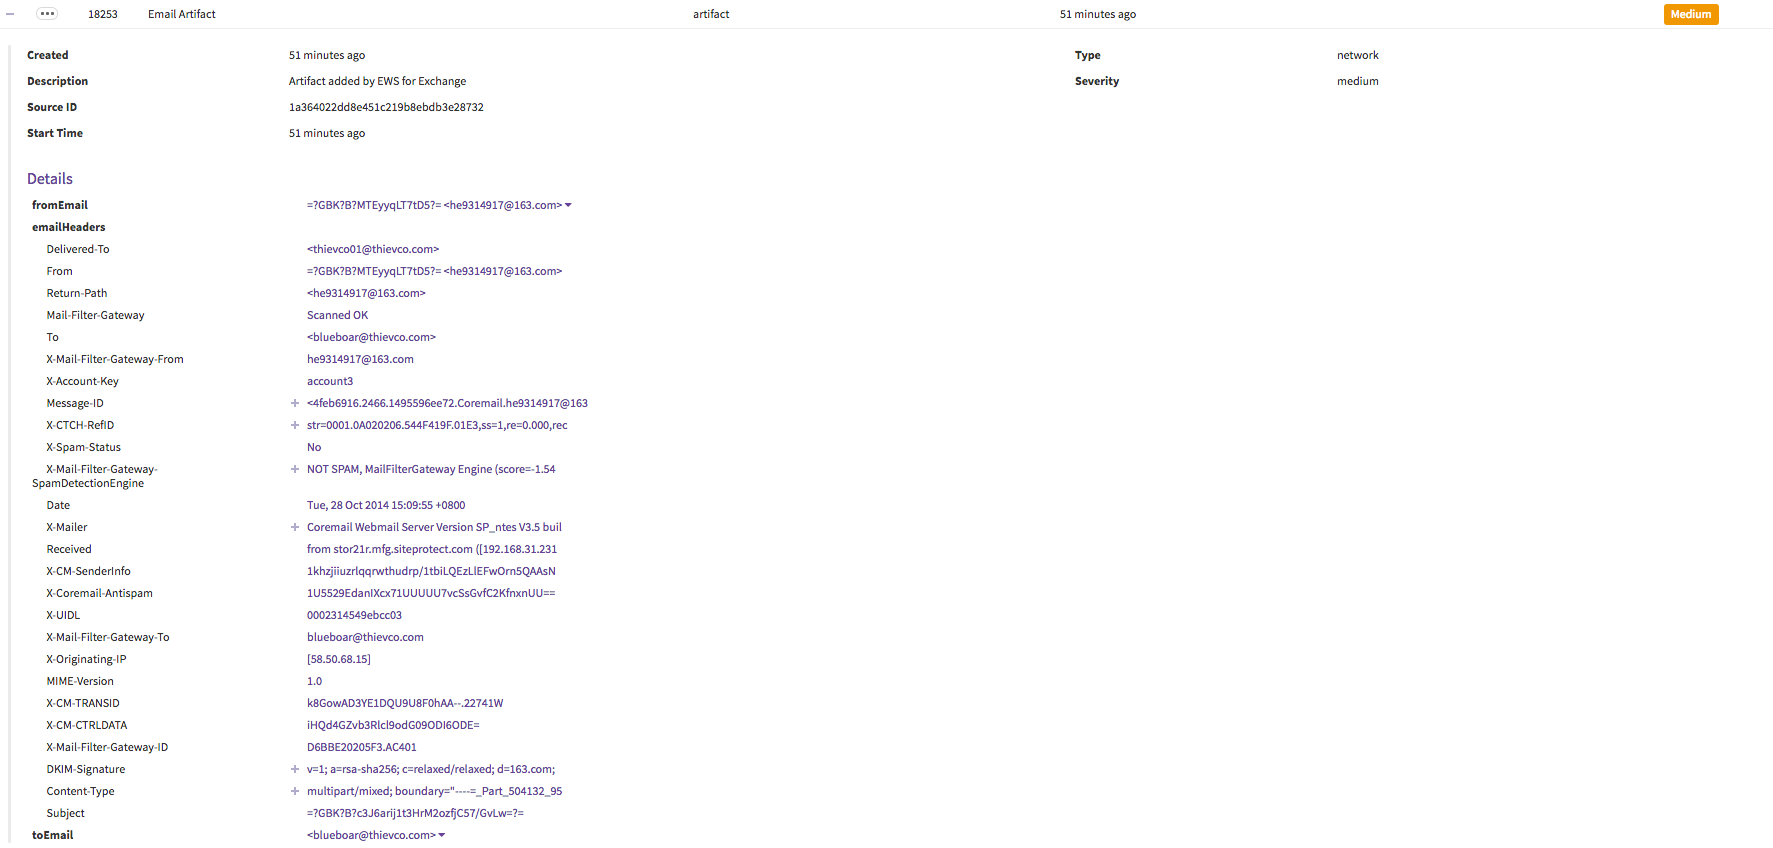 18253 Email Artifact artifact 51 minutes ago Medium
Created 51 minutes ago Type network
Description Artifact added by EWS for Exchange Severity medium
Source ID 1a364022dd8e451c219b8ebdb3e28732
Start Time 51 minutes ago
Details
fromEmail =?GBK?B?MTEyyqLT7tD5?= <he9314917@163.com>
emailHeaders
Delivered-To <thievco01@thievco.com>
From =?GBK?B?MTEyyqLT7tD5?= <he9314917@163.com>
Return-Path <he9314917@163.com>
Mail-Filter-Gateway Scanned OK
To <blueboar@thievco.com>
X-Mail-Filter-Gateway-From he9314917@163.com
X-Account-Key account3
Message-ID + <4feb6916.2466.1495596ee72.Coremail.he9314917@163
X-CTCH-RefID + str=0001.0A020206.544F419F.01E3,ss=1,re=0.000,rec
X-Spam-Status No
X-Mail-Filter-Gateway- + NOT SPAM, MailFilterGateway Engine (score=-1.54
SpamDetectionEngine
Date Tue, 28 Oct 2014 15:09:55 +0800
X-Mailer + Coremail Webmail Server Version SP_ntes V3.5 buil
Received from stor21r.mfg.siteprotect.com ([192.168.31.231
X-CM-SenderInfo 1khzjiiuzrlqqrwthudrp/1tbiLQEzLlEFwOrn5QAAsN
X-Coremail-Antispam 1U5529EdanIXcx71UUUUU7vcSsGvfC2KfnxnUU==
X-UIDL 0002314549ebcc03
X-Mail-Filter-Gateway-To blueboar@thievco.com
X-Originating-IP [58.50.68.15]
MIME-Version 1.0
X-CM-TRANSID k8GowAD3YE1DQU9U8F0hAA--.22741W
X-CM-CTRLDATA iHQd4GZvb3Rlcl9odG09ODI6ODE=
X-Mail-Filter-Gateway-ID D6BBE20205F3.AC401
DKIM-Signature + v=1; a=rsa-sha256; c=relaxed/relaxed; d=163.com;
Content-Type + multipart/mixed; boundary="----=_Part_504132_95
Subject =?GBK?B?c3J6arij1t3HrM2ozfjC57/GvLw=?=
toEmail <blueboar@thievco.com>